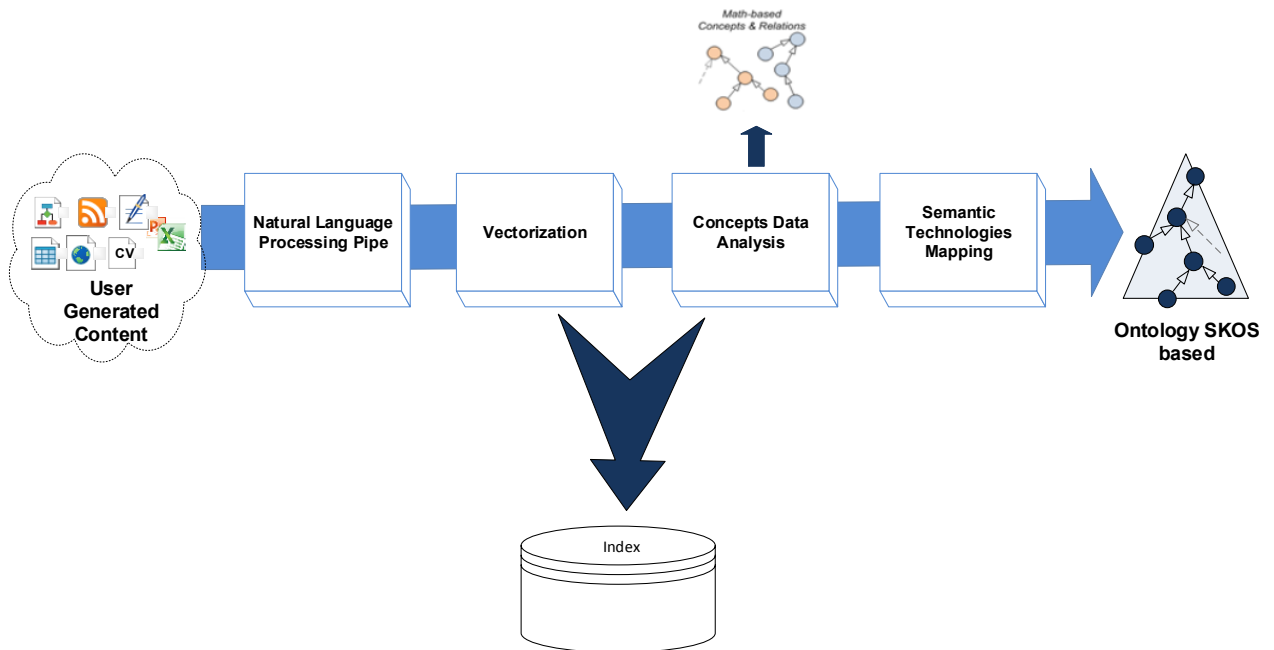 Math-based
Concepts & Relations
Natural Language
Processing Pipe
Vectorization
Concepts Data
Analysis
Semantic
Technologies
Mapping
CV
User
Generated
Content
Ontology SKOS
based
Index